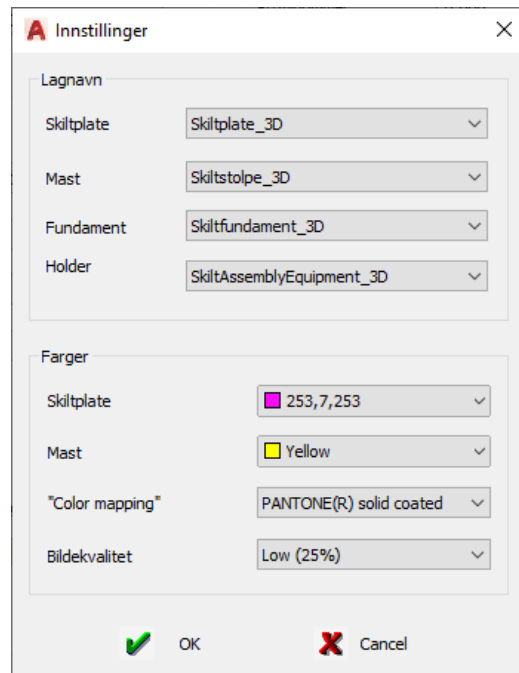 Innstillinger
Lagnavn
Skiltplate Skiltplate_3D
Mast Skiltstolpe_3D
Fundament Skiltfundament_3D
Holder SkiltAssemblyEquipment_3D
Farger
Skiltplate 253,7,253
Mast Yellow
"Color mapping" PANTONE(R) solid coated
Bildekvalitet Low (25%)
OK Cancel